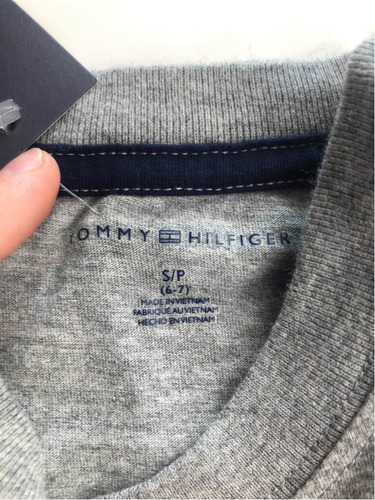 TOMMY HILFIGER
S/P
(6-7)
MADE IN VIETNAM
FABRIQUÉ AU VIETNAM
HECHO EN VIETNAM